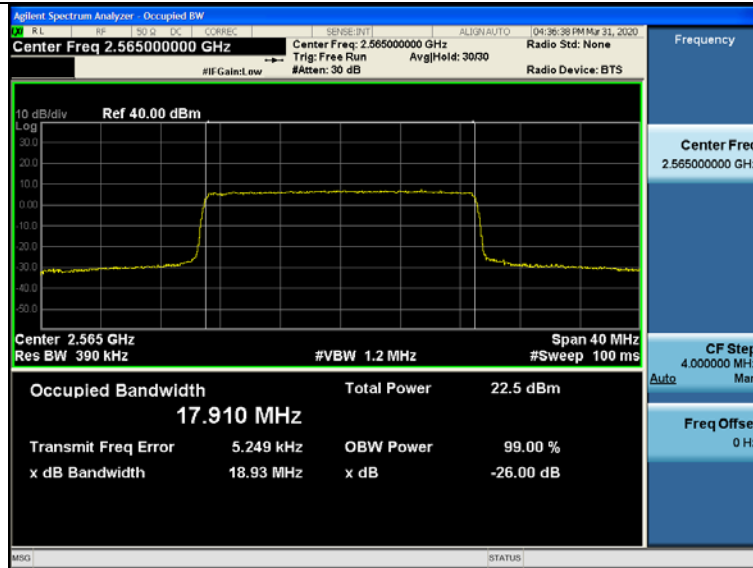 Agilent Spectrum Analyzer - Occupied BW
RL RF 50 Ω DC CORREC SENSE:INT ALIGN AUTO 04:36:38 PM Mar 31, 2020
Center Freq 2.565000000 GHz
Center Freq: 2.565000000 GHz
Radio Std: None
Trig: Free Run Avg|Hold: 30/30
#IFGain:Low #Atten: 30 dB Radio Device: BTS
10 dB/div Ref 40.00 dBm
Log
30.0
20.0
10.0
0.00
-10.0
-20.0
-30.0
-40.0
-50.0
Center 2.565 GHz Span 40 MHz
Res BW 390 kHz #VBW 1.2 MHz #Sweep 100 ms
Occupied Bandwidth Total Power 22.5 dBm
17.910 MHz
Transmit Freq Error 5.249 kHz OBW Power 99.00 %
x dB Bandwidth 18.93 MHz x dB -26.00 dB
MSG STATUS
Frequency
Center Freq
2.565000000 GHz
CF Step
4.000000 MHz
Auto Man
Freq Offset
0 Hz